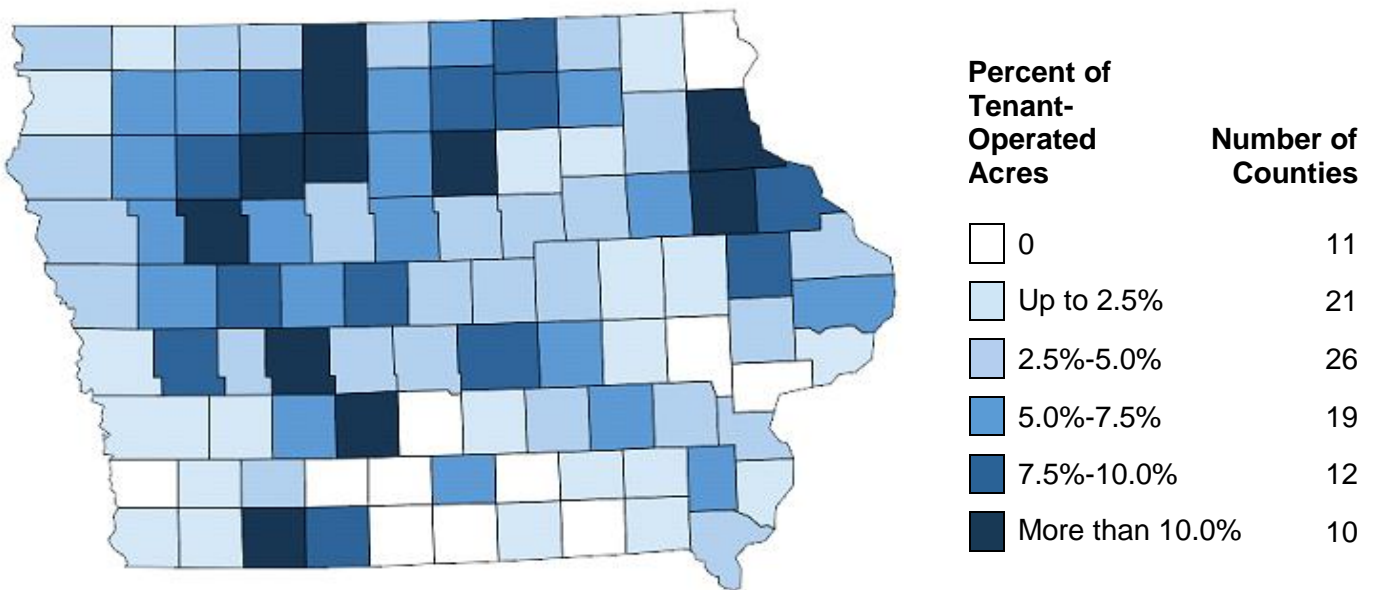 Percent of
Tenant-
Operated
Acres
Number of
Counties
0 11
Up to 2.5% 21
2.5%-5.0% 26
5.0%-7.5% 19
7.5%-10.0% 12
More than 10.0% 10